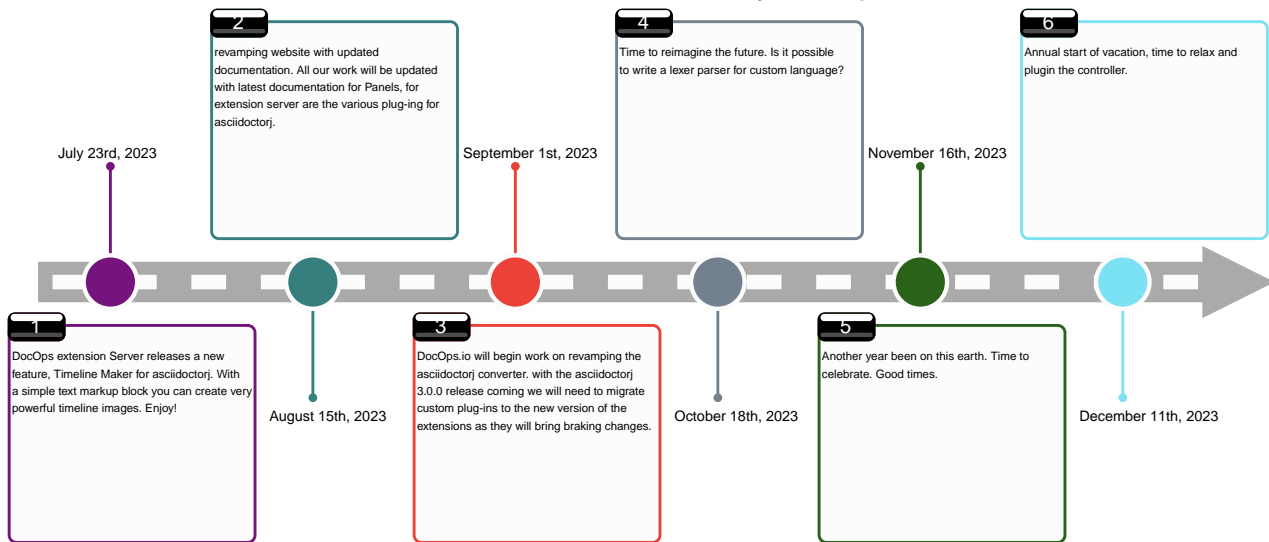 2
revamping website with updated
documentation. All our work will be updated
with latest documentation for Panels, for
extension server are the various plug-ing for
asciidoctorj.
4
Time to reimagine the future. Is it possible
to write a lexer parser for custom language?
6
Annual start of vacation, time to relax and
plugin the controller.
July 23rd, 2023
September 1st, 2023
November 16th, 2023
1
DocOps extension Server releases a new
feature, Timeline Maker for asciidoctorj. With
a simple text markup block you can create very
powerful timeline images. Enjoy!
August 15th, 2023
3
DocOps.io will begin work on revamping the
asciidoctorj converter. with the asciidoctorj
3.0.0 release coming we will need to migrate
custom plug-ins to the new version of the
extensions as they will bring braking changes.
October 18th, 2023
5
Another year been on this earth. Time to
celebrate. Good times.
December 11th, 2023